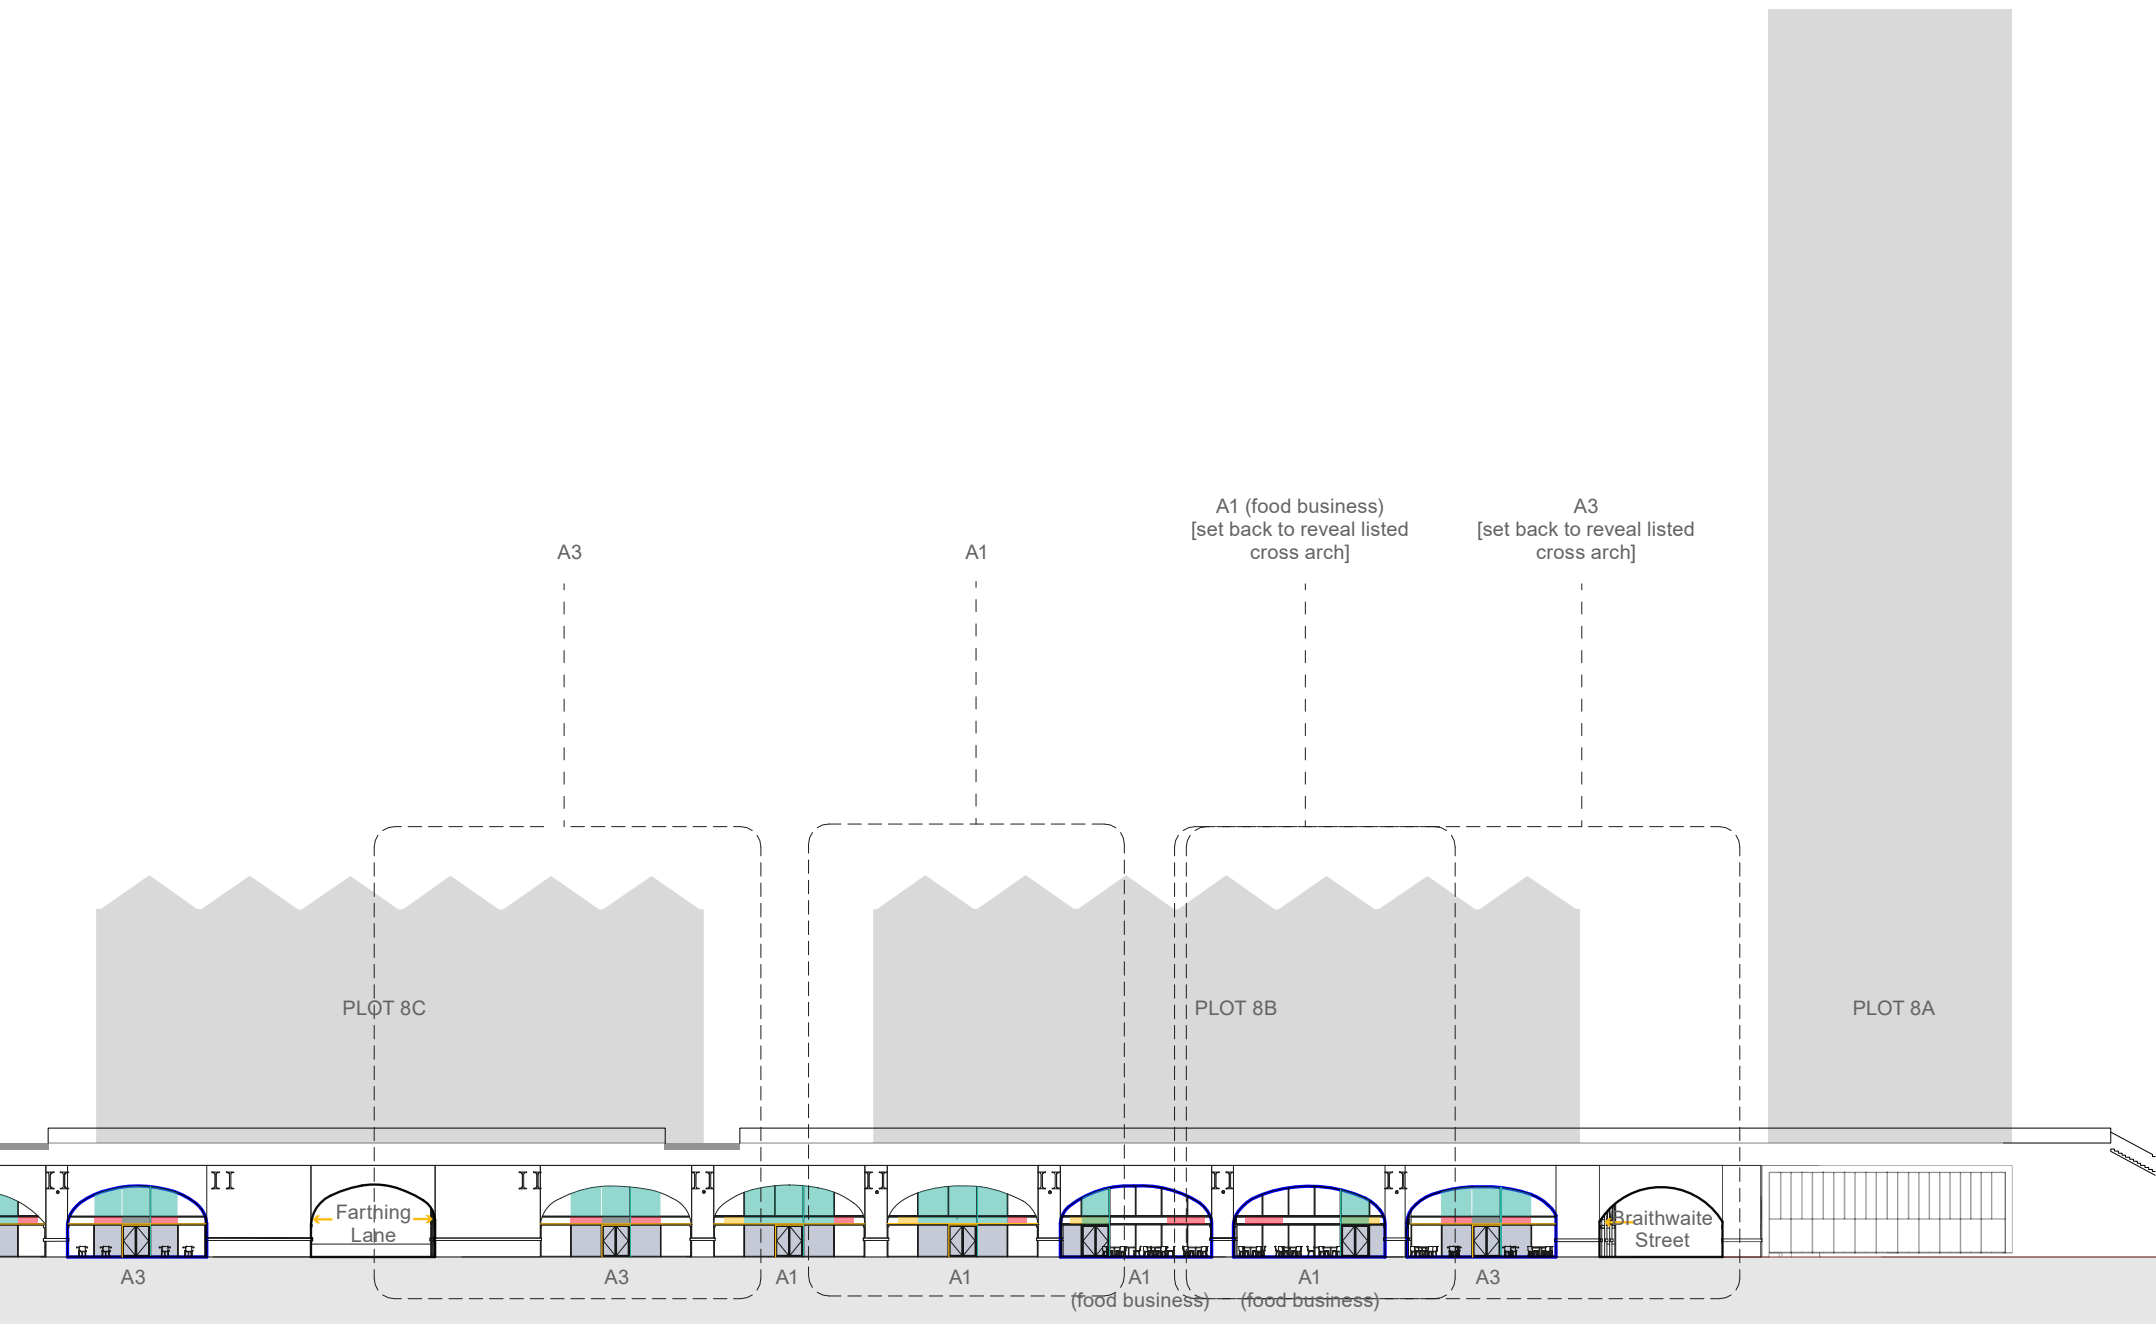 A1 (food business)
[set back to reveal listed
cross arch]
A3
[set back to reveal listed
cross arch]
A3
A1
PLOT 8C
PLOT 8B
PLOT 8A
Farthing
Lane
Braithwaite
Street
A3
A3
A1
A1
A1
(food business)
A1
(food business)
A3